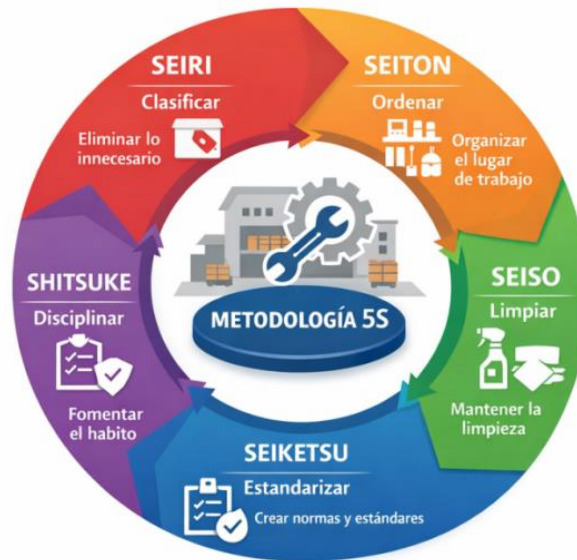 SEIRI
Clasificar
Eliminar lo
innecesario
SEITON
Ordenar
Organizar
el lugar
de trabajo
SEISO
Limpiar
Mantener la
limpieza
SEIKETSU
Estandarizar
Crear normas y estándares
SHITSUKE
Disciplinar
Fomentar
el habito
METODOLOGÍA 5S